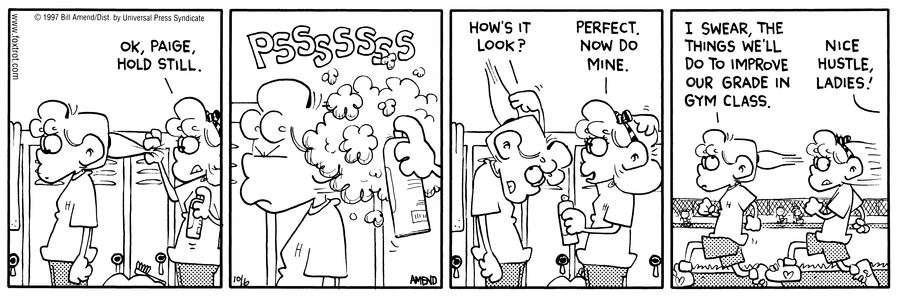 © 1997 Bill Amend/Dist. by Universal Press Syndicate
www.foxtrot.com
OK, PAIGE,
HOLD STILL.
PSSSSSSS
10/6
AMEND
HOW'S IT
LOOK?
PERFECT.
NOW DO
MINE.
H
I SWEAR, THE
THINGS WE'LL
DO TO IMPROVE
OUR GRADE IN
GYM CLASS.
NICE
HUSTLE,
LADIES!